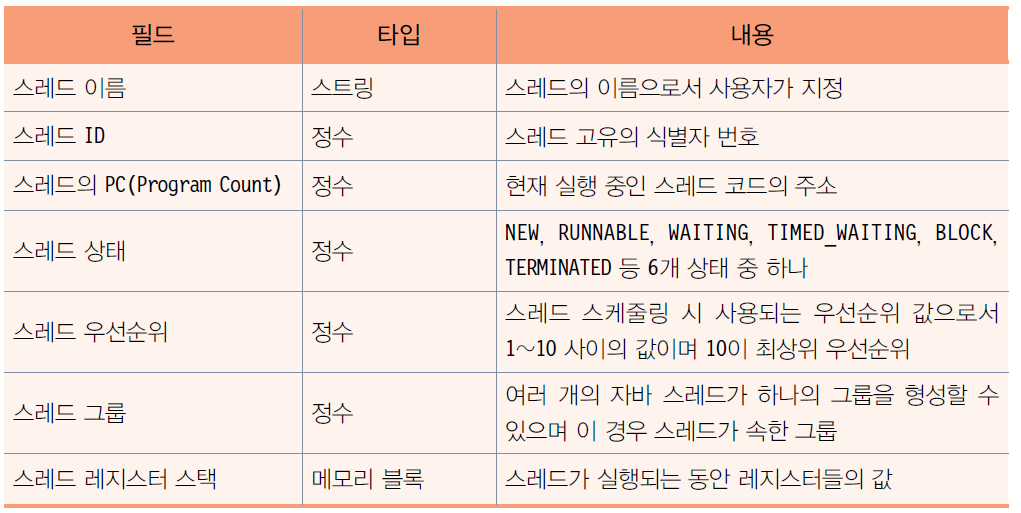 필드 타입 내용
스레드 이름 스트링 스레드의 이름으로서 사용자가 지정
스레드 ID 정수 스레드 고유의 식별자 번호
스레드의 PC(Program Count) 정수 현재 실행 중인 스레드 코드의 주소
스레드 상태 정수 NEW, RUNNABLE, WAITING, TIMED_WAITING, BLOCK,
TERMINATED 등 6개 상태 중 하나
스레드 우선순위 정수 스레드 스케줄링 시 사용되는 우선순위 값으로서
1~10 사이의 값이며 10이 최상위 우선순위
스레드 그룹 정수 여러 개의 자바 스레드가 하나의 그룹을 형성할 수
있으며 이 경우 스레드가 속한 그룹
스레드 레지스터 스택 메모리 블록 스레드가 실행되는 동안 레지스터들의 값